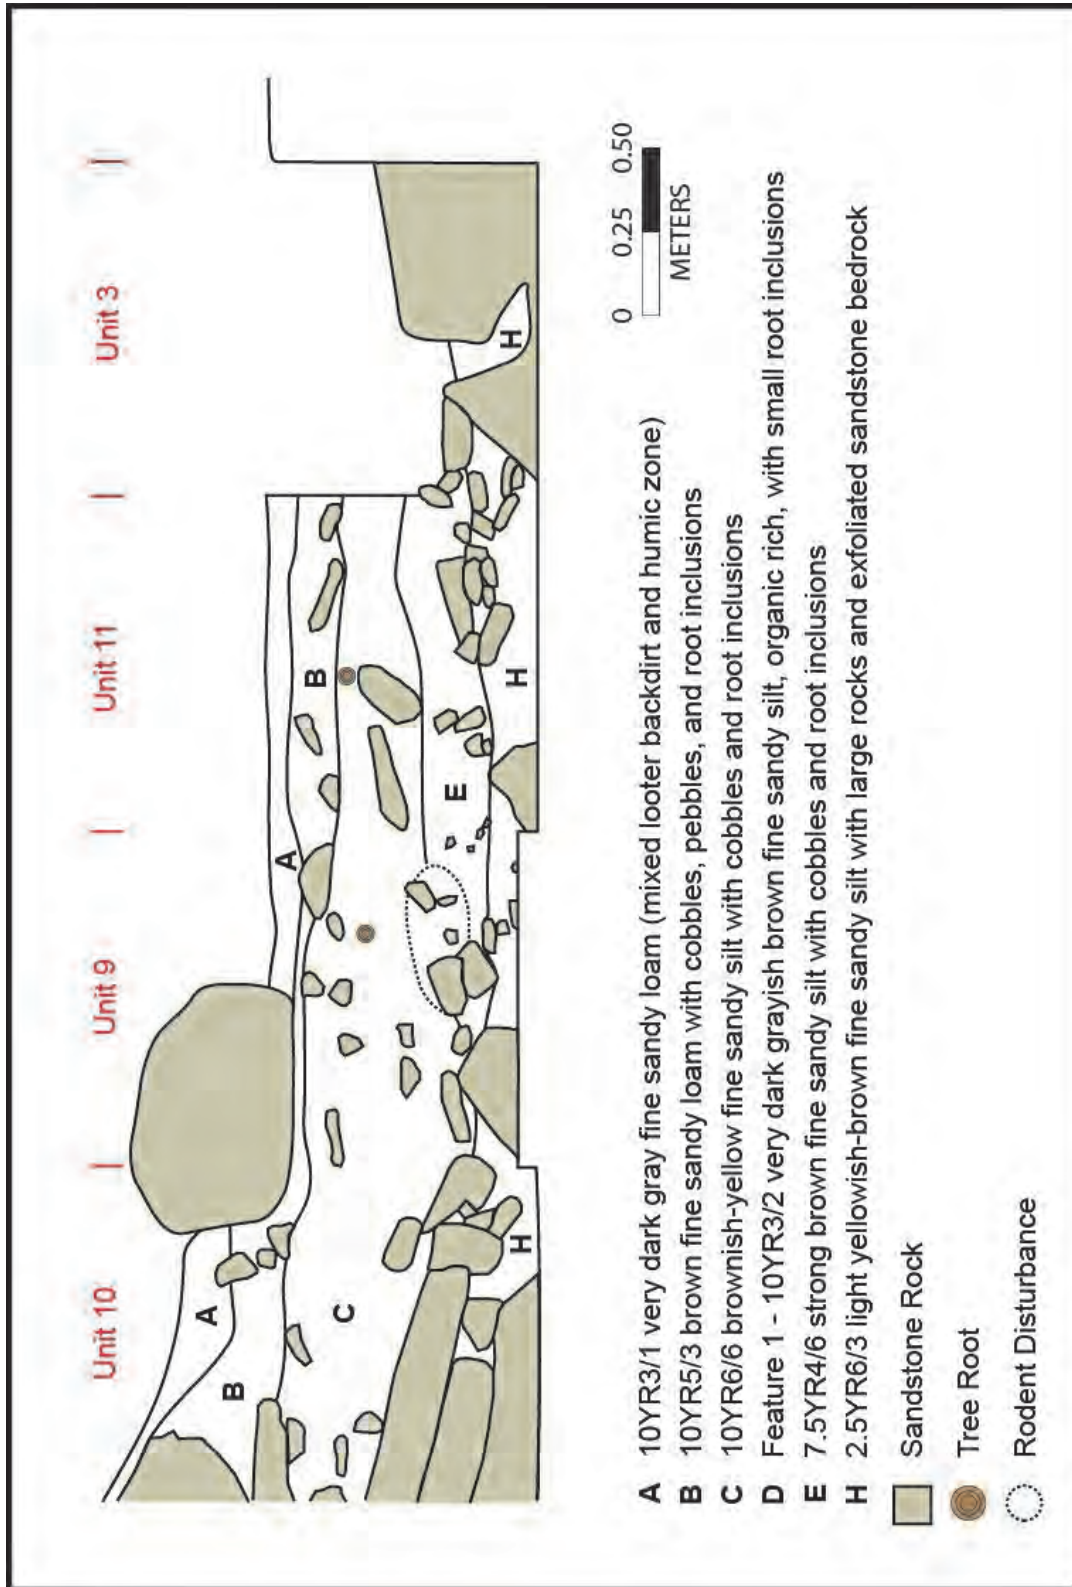 Unit 10
Unit 9
Unit 11
Unit 3
A
B
C
H
A
E
B
H
H
0 0.25 0.50
METERS
A 10YR3/1 very dark gray fine sandy loam (mixed looter backdirt and humic zone)
B 10YR5/3 brown fine sandy loam with cobbles, pebbles, and root inclusions
C 10YR6/6 brownish-yellow fine sandy silt with cobbles and root inclusions
D Feature 1 - 10YR3/2 very dark grayish brown fine sandy silt, organic rich, with small root inclusions
E 7.5YR4/6 strong brown fine sandy silt with cobbles and root inclusions
H 2.5YR6/3 light yellowish-brown fine sandy silt with large rocks and exfoliated sandstone bedrock
Sandstone Rock
Tree Root
Rodent Disturbance